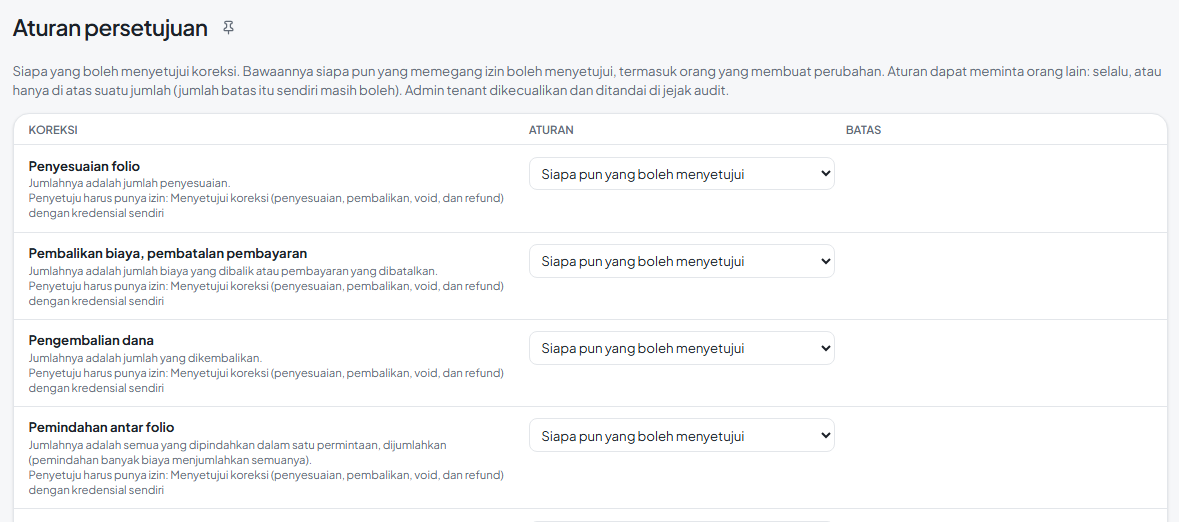 Aturan persetujuan
Siapa yang boleh menyetujui koreksi. Bawaannya siapa pun yang memegang izin boleh menyetujui, termasuk orang yang membuat perubahan. Aturan dapat meminta orang lain: selalu, atau
hanya di atas suatu jumlah (jumlah batas itu sendiri masih boleh). Admin tenant dikecualikan dan ditandai di jejak audit.
KOREKSI ATURAN BATAS
Penyesuaian folio
Jumlahnya adalah jumlah penyesuaian.
Penyetuju harus punya izin: Menyetujui koreksi (penyesuaian, pembalikan, void, dan refund)
dengan kredensial sendiri
Siapa pun yang boleh menyetujui
Pembalikan biaya, pembatalan pembayaran
Jumlahnya adalah jumlah biaya yang dibalik atau pembayaran yang dibatalkan.
Penyetuju harus punya izin: Menyetujui koreksi (penyesuaian, pembalikan, void, dan refund)
dengan kredensial sendiri
Siapa pun yang boleh menyetujui
Pengembalian dana
Jumlahnya adalah jumlah yang dikembalikan.
Penyetuju harus punya izin: Menyetujui koreksi (penyesuaian, pembalikan, void, dan refund)
dengan kredensial sendiri
Siapa pun yang boleh menyetujui
Pemindahan antar folio
Jumlahnya adalah semua yang dipindahkan dalam satu permintaan, dijumlahkan
(pemindahan banyak biaya menjumlahkan semuanya).
Penyetuju harus punya izin: Menyetujui koreksi (penyesuaian, pembalikan, void, dan refund)
dengan kredensial sendiri
Siapa pun yang boleh menyetujui